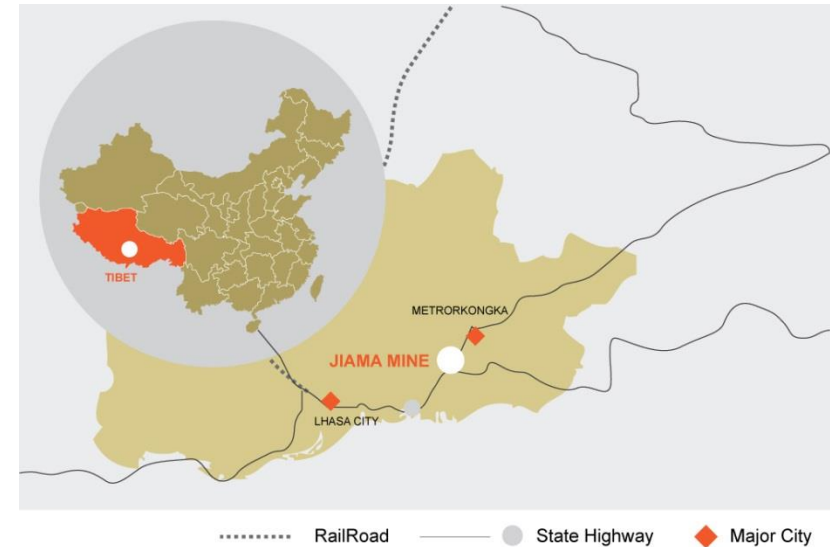 TIBET
METRORKONGKA
JIAMA MINE
LHASA CITY
RailRoad
State Highway
Major City